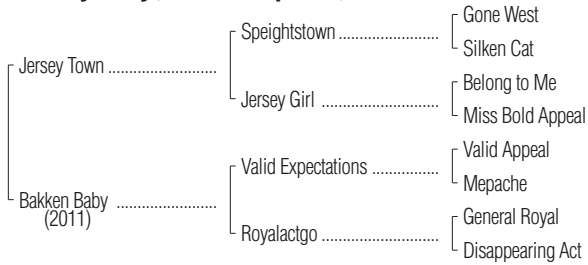 Gone West
Speightstown ....................
Silken Cat
Jersey Town ........................
Belong to Me
Jersey Girl ........................
Miss Bold Appeal
Valid Appeal
Valid Expectations ..............
Mepache
Bakken Baby ......................
(2011)
General Royal
Royalactgo .........................
Disappearing Act